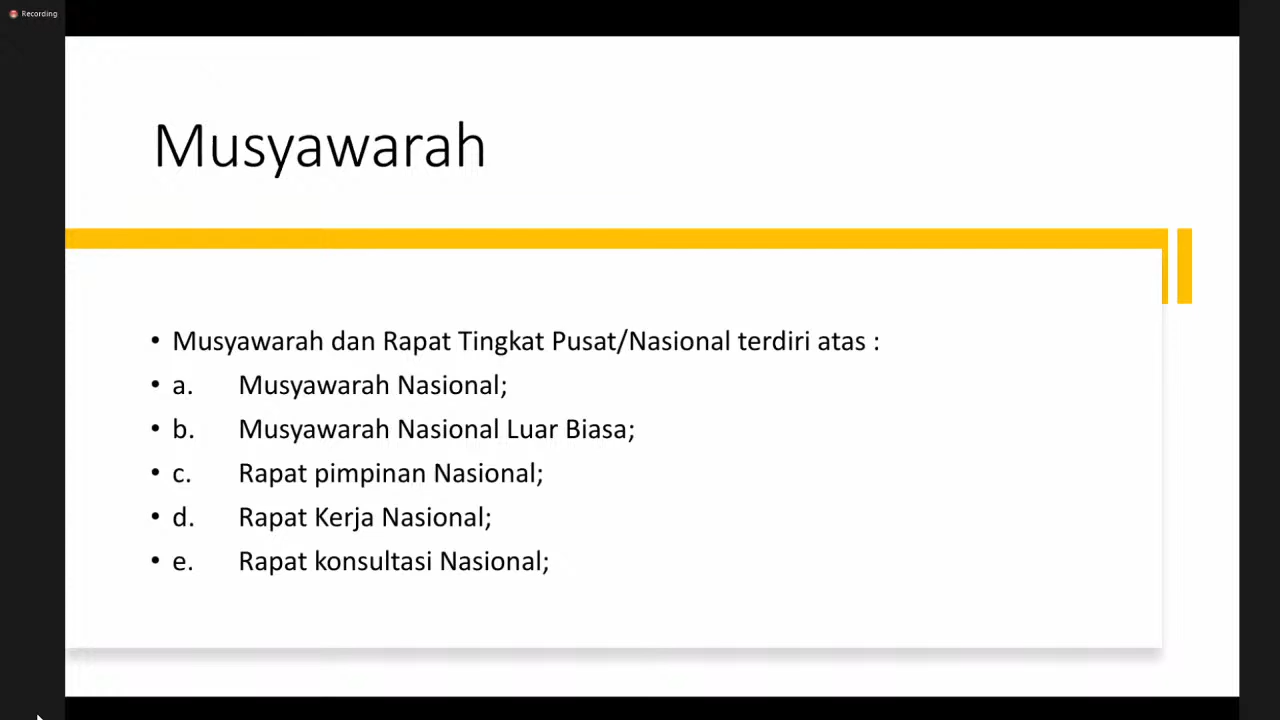 Recording
Musyawarah
• Musyawarah dan Rapat Tingkat Pusat/Nasional terdiri atas :
• a. Musyawarah Nasional;
• b. Musyawarah Nasional Luar Biasa;
• c. Rapat pimpinan Nasional;
• d. Rapat Kerja Nasional;
• e. Rapat konsultasi Nasional;